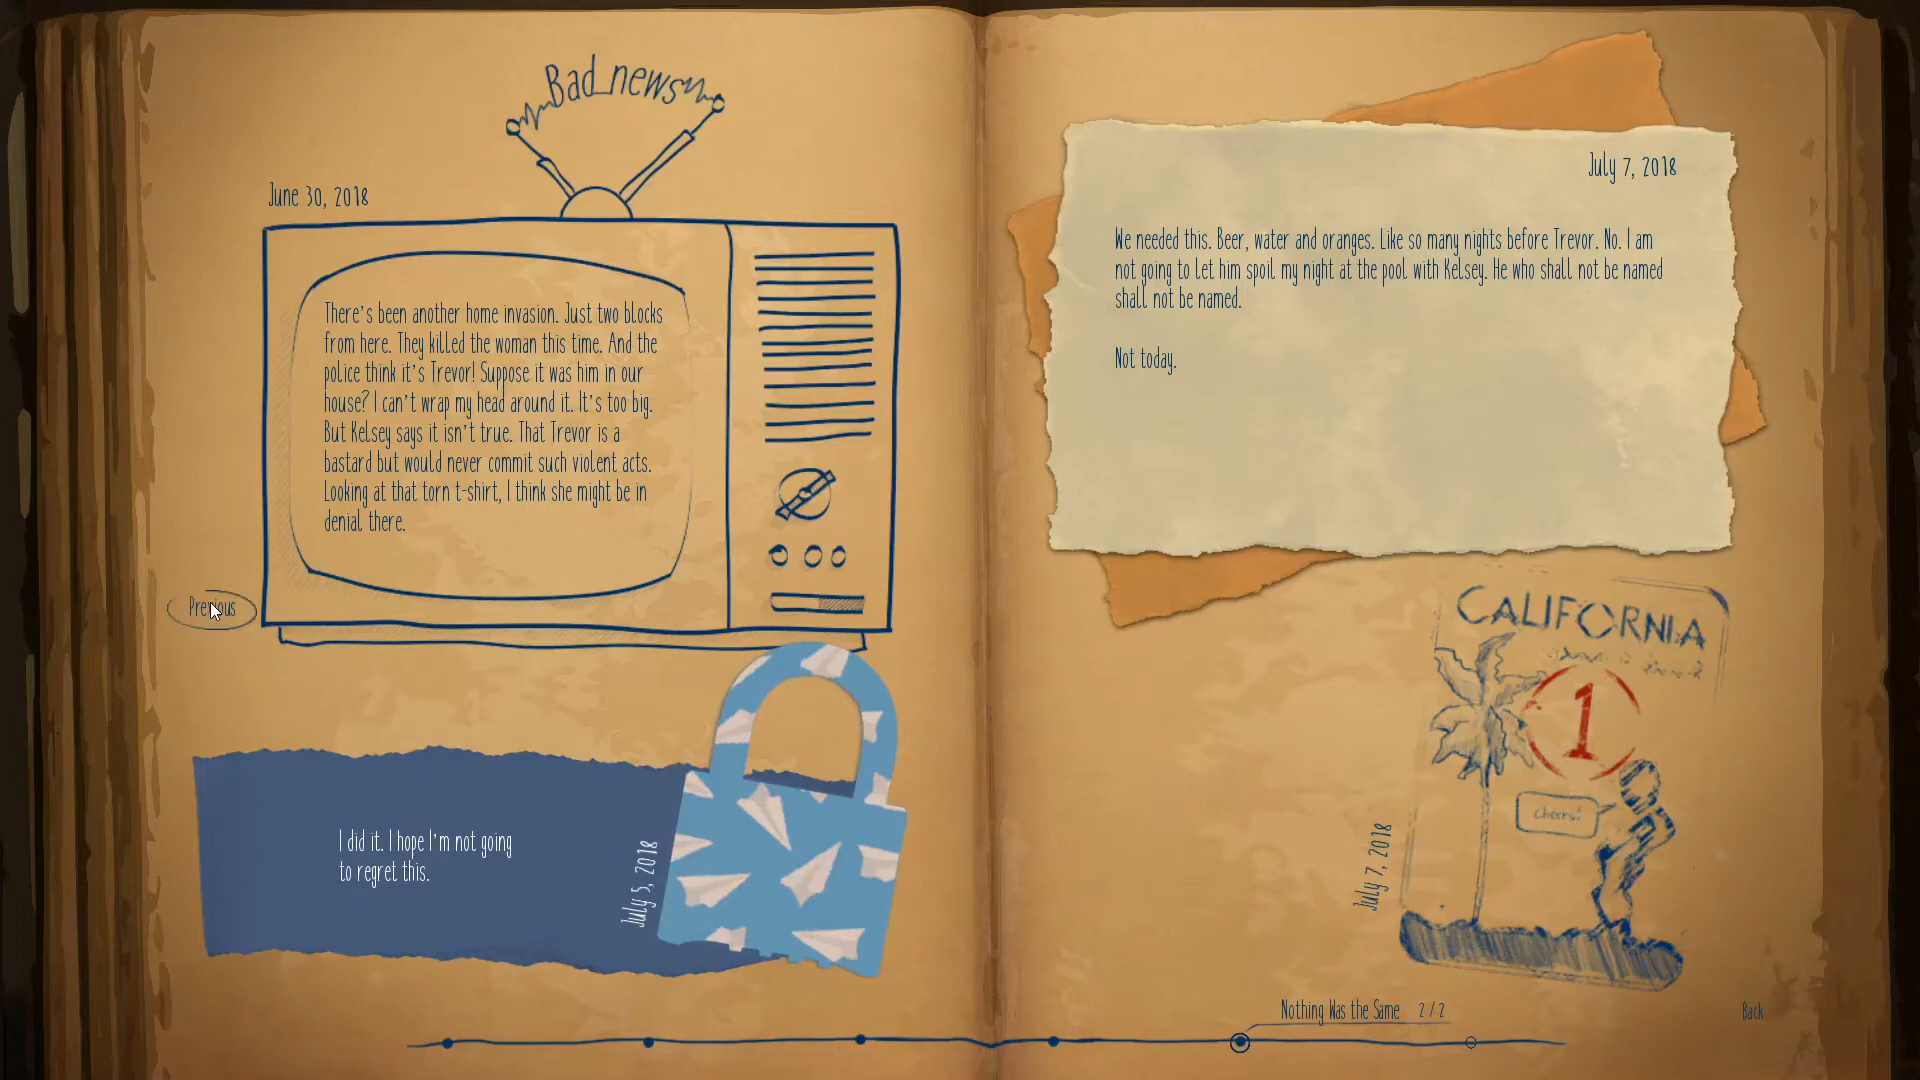 Bad news
June 30, 2018
There's been another home invasion. Just two blocks
from here. They killed the woman this time. And the
police think it's Trevor! Suppose it was him in our
house? I can't wrap my head around it. It's too big.
But Kelsey says it isn't true. That Trevor is a
bastard but would never commit such violent acts.
Looking at that torn t-shirt, I think she might be in
denial there.
Previous
I did it. I hope I'm not going
to regret this.
July 5, 2018
July 7, 2018
We needed this. Beer, water and oranges. Like so many nights before Trevor. No. I am
not going to let him spoil my night at the pool with Kelsey. He who shall not be named
shall not be named.
Not today.
CALIFORNIA
1
cheers!
July 7, 2018
Nothing Was the Same 2 / 2
Back